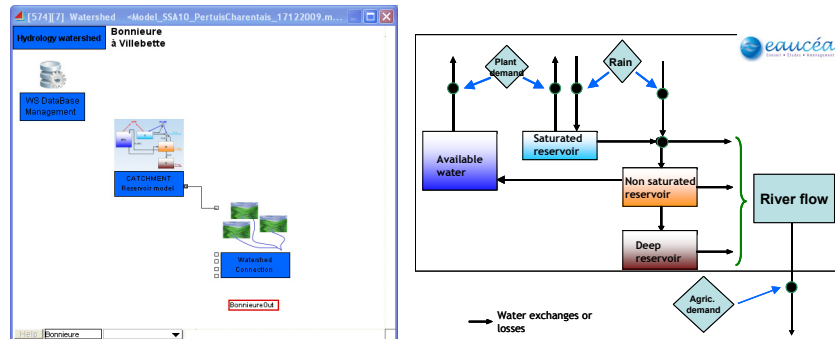 [574][7] Watershed <Model_SSA10_PertuisCharentais_17122009.m...
Hydrology watershed
Bonnieure
à Villebette
WS DataBase
Management
CATCHMENT
Reservoir model
Watershed
Connection
BonnieureOut
Help
Bonnieure
eaucéa
Plant
demand
Rain
Saturated
reservoir
Available
water
Non saturated
reservoir
Deep
reservoir
River flow
Agric.
demand
Water exchanges or
losses